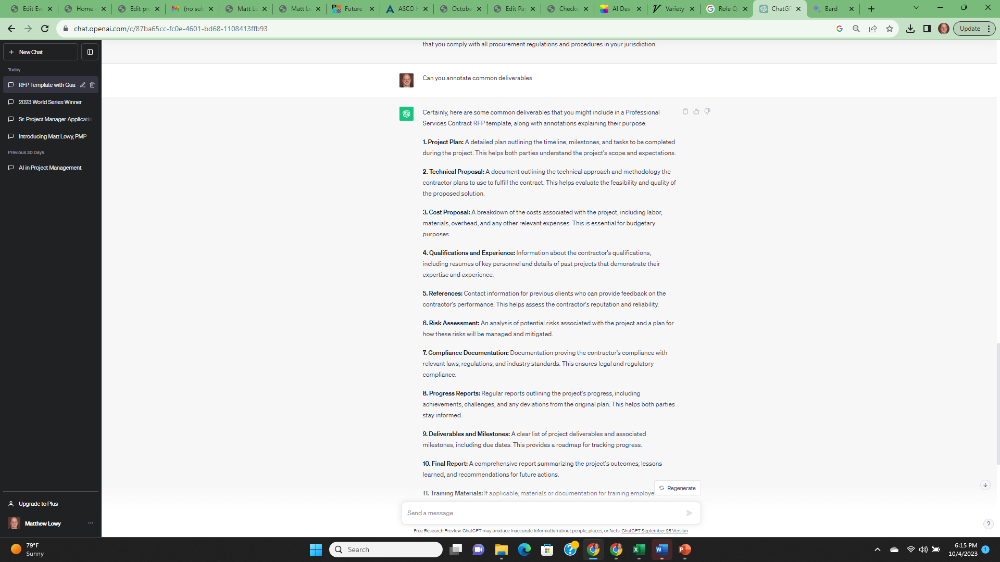 Edit Eve
Home
Edit pro
(no sub
Matt Lo
Matt Lo
Future
ASCO H
Octobe
Edit Pa
Checko
AI Desi
Variety
Role Q
ChatGP
Bard
chat.openai.com/c/87ba65cc-fc0e-4601-bd68-1108413ffb93
Update
New Chat
Today
RFP Template with Gua
2023 World Series Winner
Sr. Project Manager Applicatio
Introducing Matt Lowy, PMP
Previous 30 Days
AI in Project Management
Upgrade to Plus
Matthew Lowy
that you comply with all procurement regulations and procedures in your jurisdiction.
Can you annotate common deliverables
Certainly, here are some common deliverables that you might include in a Professional
Services Contract RFP template, along with annotations explaining their purpose:
1. Project Plan: A detailed plan outlining the timeline, milestones, and tasks to be completed
during the project. This helps both parties understand the project's scope and expectations.
2. Technical Proposal: A document outlining the technical approach and methodology the
contractor plans to use to fulfill the contract. This helps evaluate the feasibility and quality of
the proposed solution.
3. Cost Proposal: A breakdown of the costs associated with the project, including labor,
materials, overhead, and any other relevant expenses. This is essential for budgetary
purposes.
4. Qualifications and Experience: Information about the contractor's qualifications,
including resumes of key personnel and details of past projects that demonstrate their
expertise and experience.
5. References: Contact information for previous clients who can provide feedback on the
contractor's performance. This helps assess the contractor's reputation and reliability.
6. Risk Assessment: An analysis of potential risks associated with the project and a plan for
how these risks will be managed and mitigated.
7. Compliance Documentation: Documentation proving the contractor's compliance with
relevant laws, regulations, and industry standards. This ensures legal and regulatory
compliance.
8. Progress Reports: Regular reports outlining the project's progress, including
achievements, challenges, and any deviations from the original plan. This helps both parties
stay informed.
9. Deliverables and Milestones: A clear list of project deliverables and associated
milestones, including due dates. This provides a roadmap for tracking progress.
10. Final Report: A comprehensive report summarizing the project's outcomes, lessons
learned, and recommendations for future actions.
11. Training Materials: If applicable, materials or documentation for training employe
Regenerate
Send a message
Free Research Preview. ChatGPT may produce inaccurate information about people, places, or facts. ChatGPT September 25 Version
?
79°F
Sunny
Search
6:15 PM
10/4/2023
1